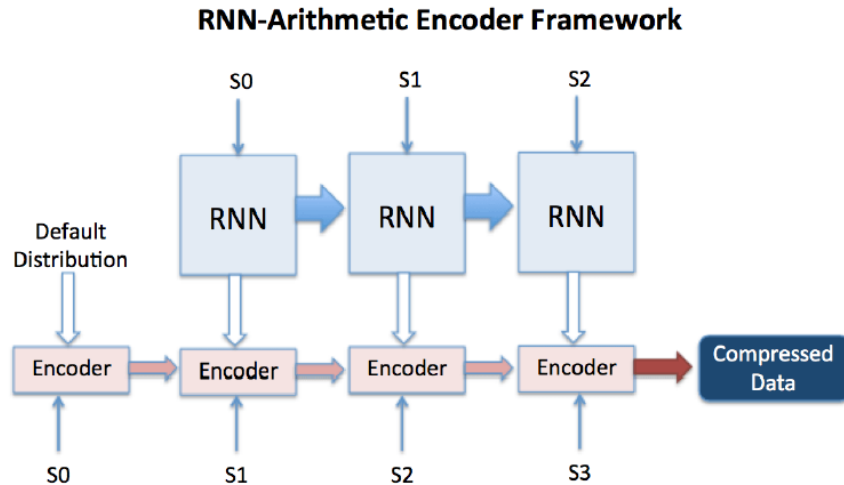 RNN-Arithmetic Encoder Framework
S0
S1
S2
RNN
RNN
RNN
Default
Distribution
Encoder
Encoder
Encoder
Encoder
Compressed
Data
S0
S1
S2
S3